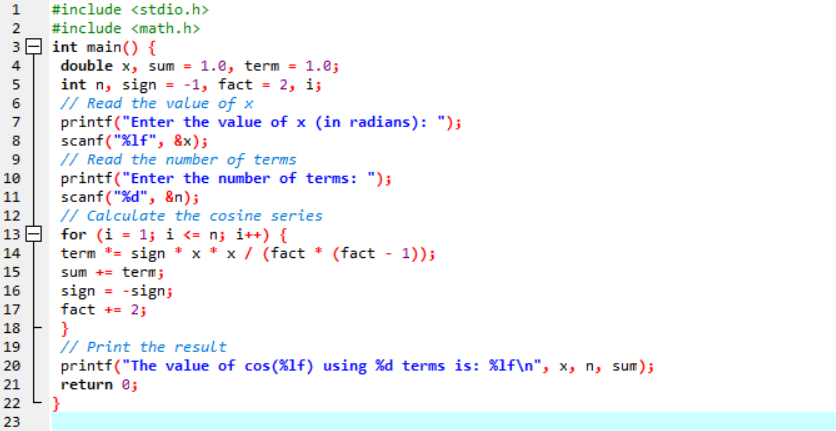 1 #include <stdio.h>
2 #include <math.h>
3 int main() {
4 double x, sum = 1.0, term = 1.0;
5 int n, sign = -1, fact = 2, i;
6 // Read the value of x
7 printf("Enter the value of x (in radians): ");
8 scanf("%lf", &x);
9 // Read the number of terms
10 printf("Enter the number of terms: ");
11 scanf("%d", &n);
12 // Calculate the cosine series
13 for (i = 1; i <= n; i++) {
14 term *= sign * x * x / (fact * (fact - 1));
15 sum += term;
16 sign = -sign;
17 fact += 2;
18 }
19 // Print the result
20 printf("The value of cos(%lf) using %d terms is: %lf\n", x, n, sum);
21 return 0;
22 }
23